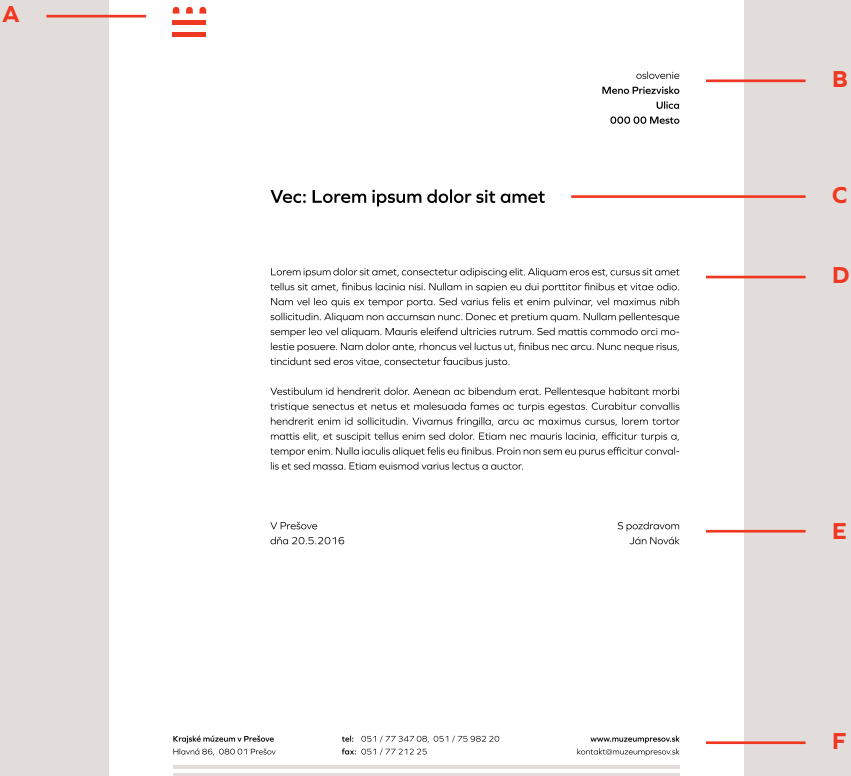 A
oslovenie
B
Meno Priezvisko
Ulica
000 00 Mesto
Vec: Lorem ipsum dolor sit amet
C
Lorem ipsum dolor sit amet, consectetur adipiscing elit. Aliquam eros est, cursus sit amet
D
tellus sit amet, finibus lacinia nisi. Nullam in sapien eu dui porttitor finibus et vitae odio.
Nam vel leo quis ex tempor porta. Sed varius felis et enim pulvinar, vel maximus nibh
sollicitudin. Aliquam non accumsan nunc. Donec et pretium quam. Nullam pellentesque
semper leo vel aliquam. Mauris eleifend ultricies rutrum. Sed mattis commodo orci mo-
lestie posuere. Nam dolor ante, rhoncus vel luctus ut, finibus nec arcu. Nunc neque risus,
tincidunt sed eros vitae, consectetur faucibus justo.
Vestibulum id hendrerit dolor. Aenean ac bibendum erat. Pellentesque habitant morbi
tristique senectus et netus et malesuada fames ac turpis egestas. Curabitur convallis
hendrerit enim id sollicitudin. Vivamus fringilla, arcu ac maximus cursus, lorem tortor
mattis elit, et suscipit tellus enim sed dolor. Etiam nec mauris lacinia, efficitur turpis a,
tempor enim. Nulla iaculis aliquet felis eu finibus. Proin non sem eu purus efficitur conval-
lis et sed massa. Etiam euismod varius lectus a auctor.
V Prešove
dňa 20.5.2016
S pozdravom
Ján Novák
E
Krajské múzeum v Prešove
Hlavná 86, 080 01 Prešov
tel: 051 / 77 347 08, 051 / 75 982 20
fax: 051 / 77 212 25
www.muzeumpresov.sk
kontakt@muzeumpresov.sk
F